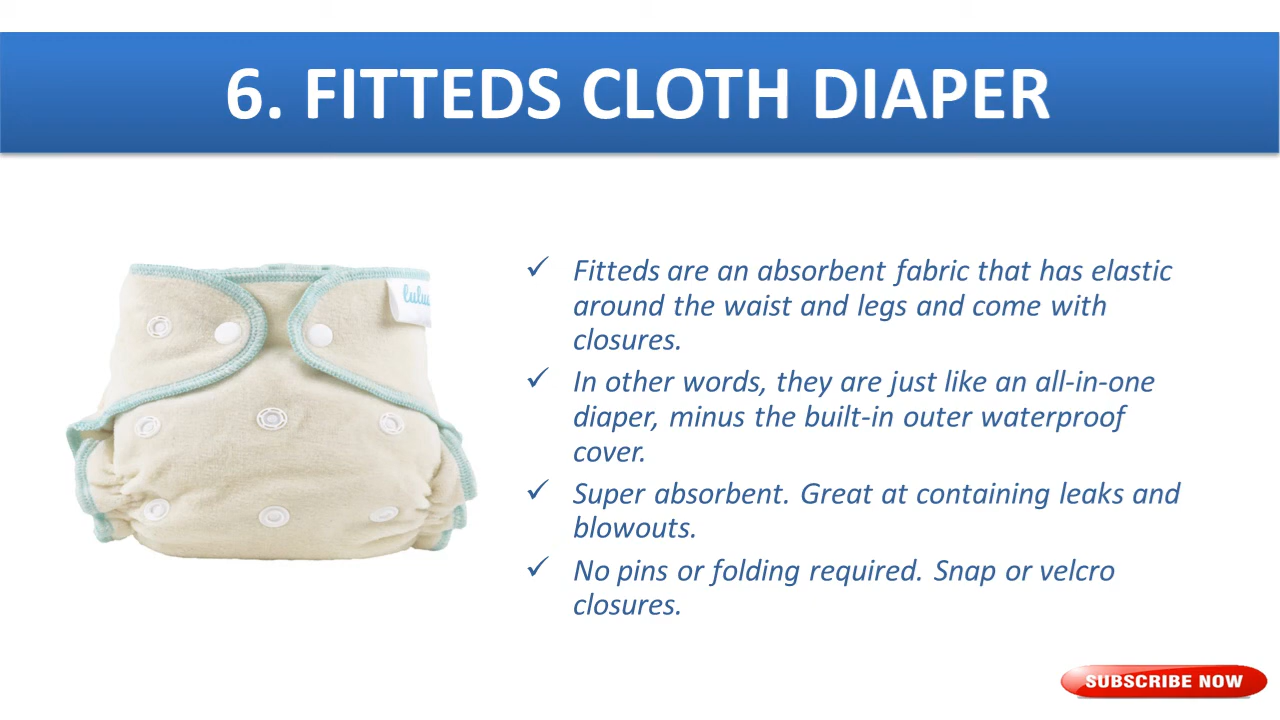 6. FITTEDS CLOTH DIAPER
✓ Fitteds are an absorbent fabric that has elastic
around the waist and legs and come with
closures.
✓ In other words, they are just like an all-in-one
diaper, minus the built-in outer waterproof
cover.
✓ Super absorbent. Great at containing leaks and
blowouts.
✓ No pins or folding required. Snap or velcro
closures.
SUBSCRIBE NOW